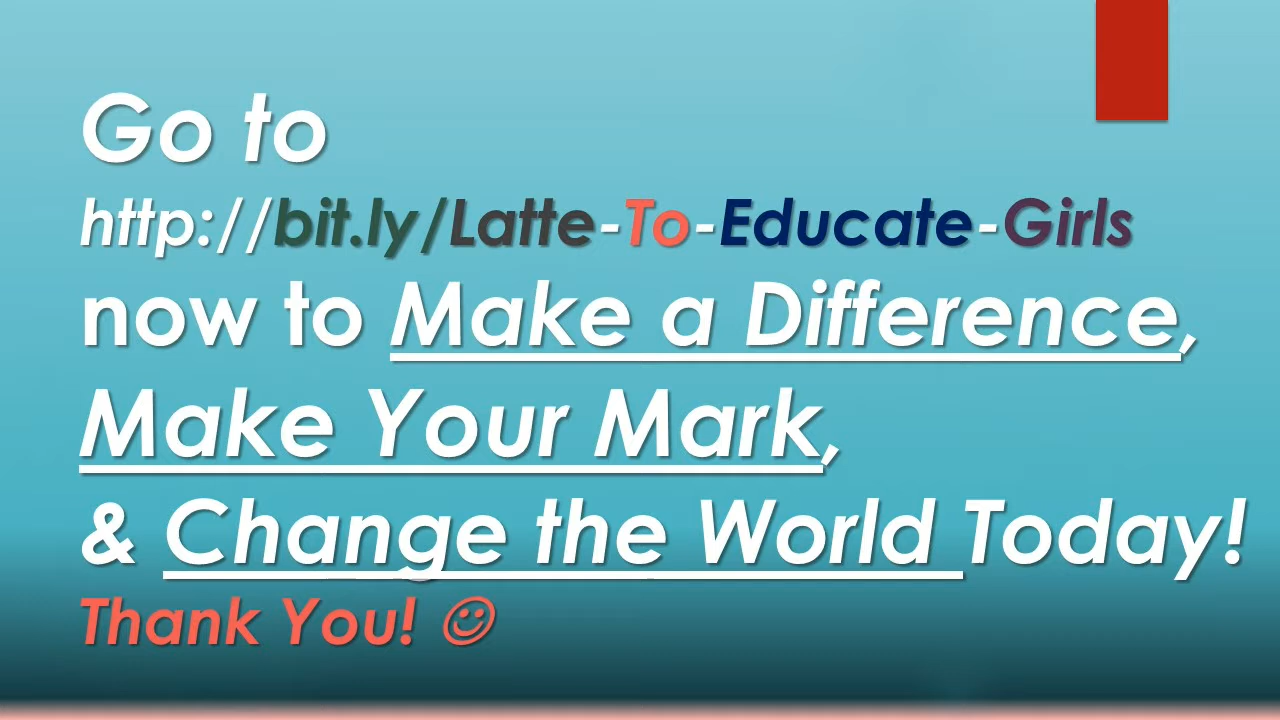 Go to
http://bit.ly/Latte-To-Educate-Girls
now to Make a Difference,
Make Your Mark,
& Change the World Today!
Thank You! ☺